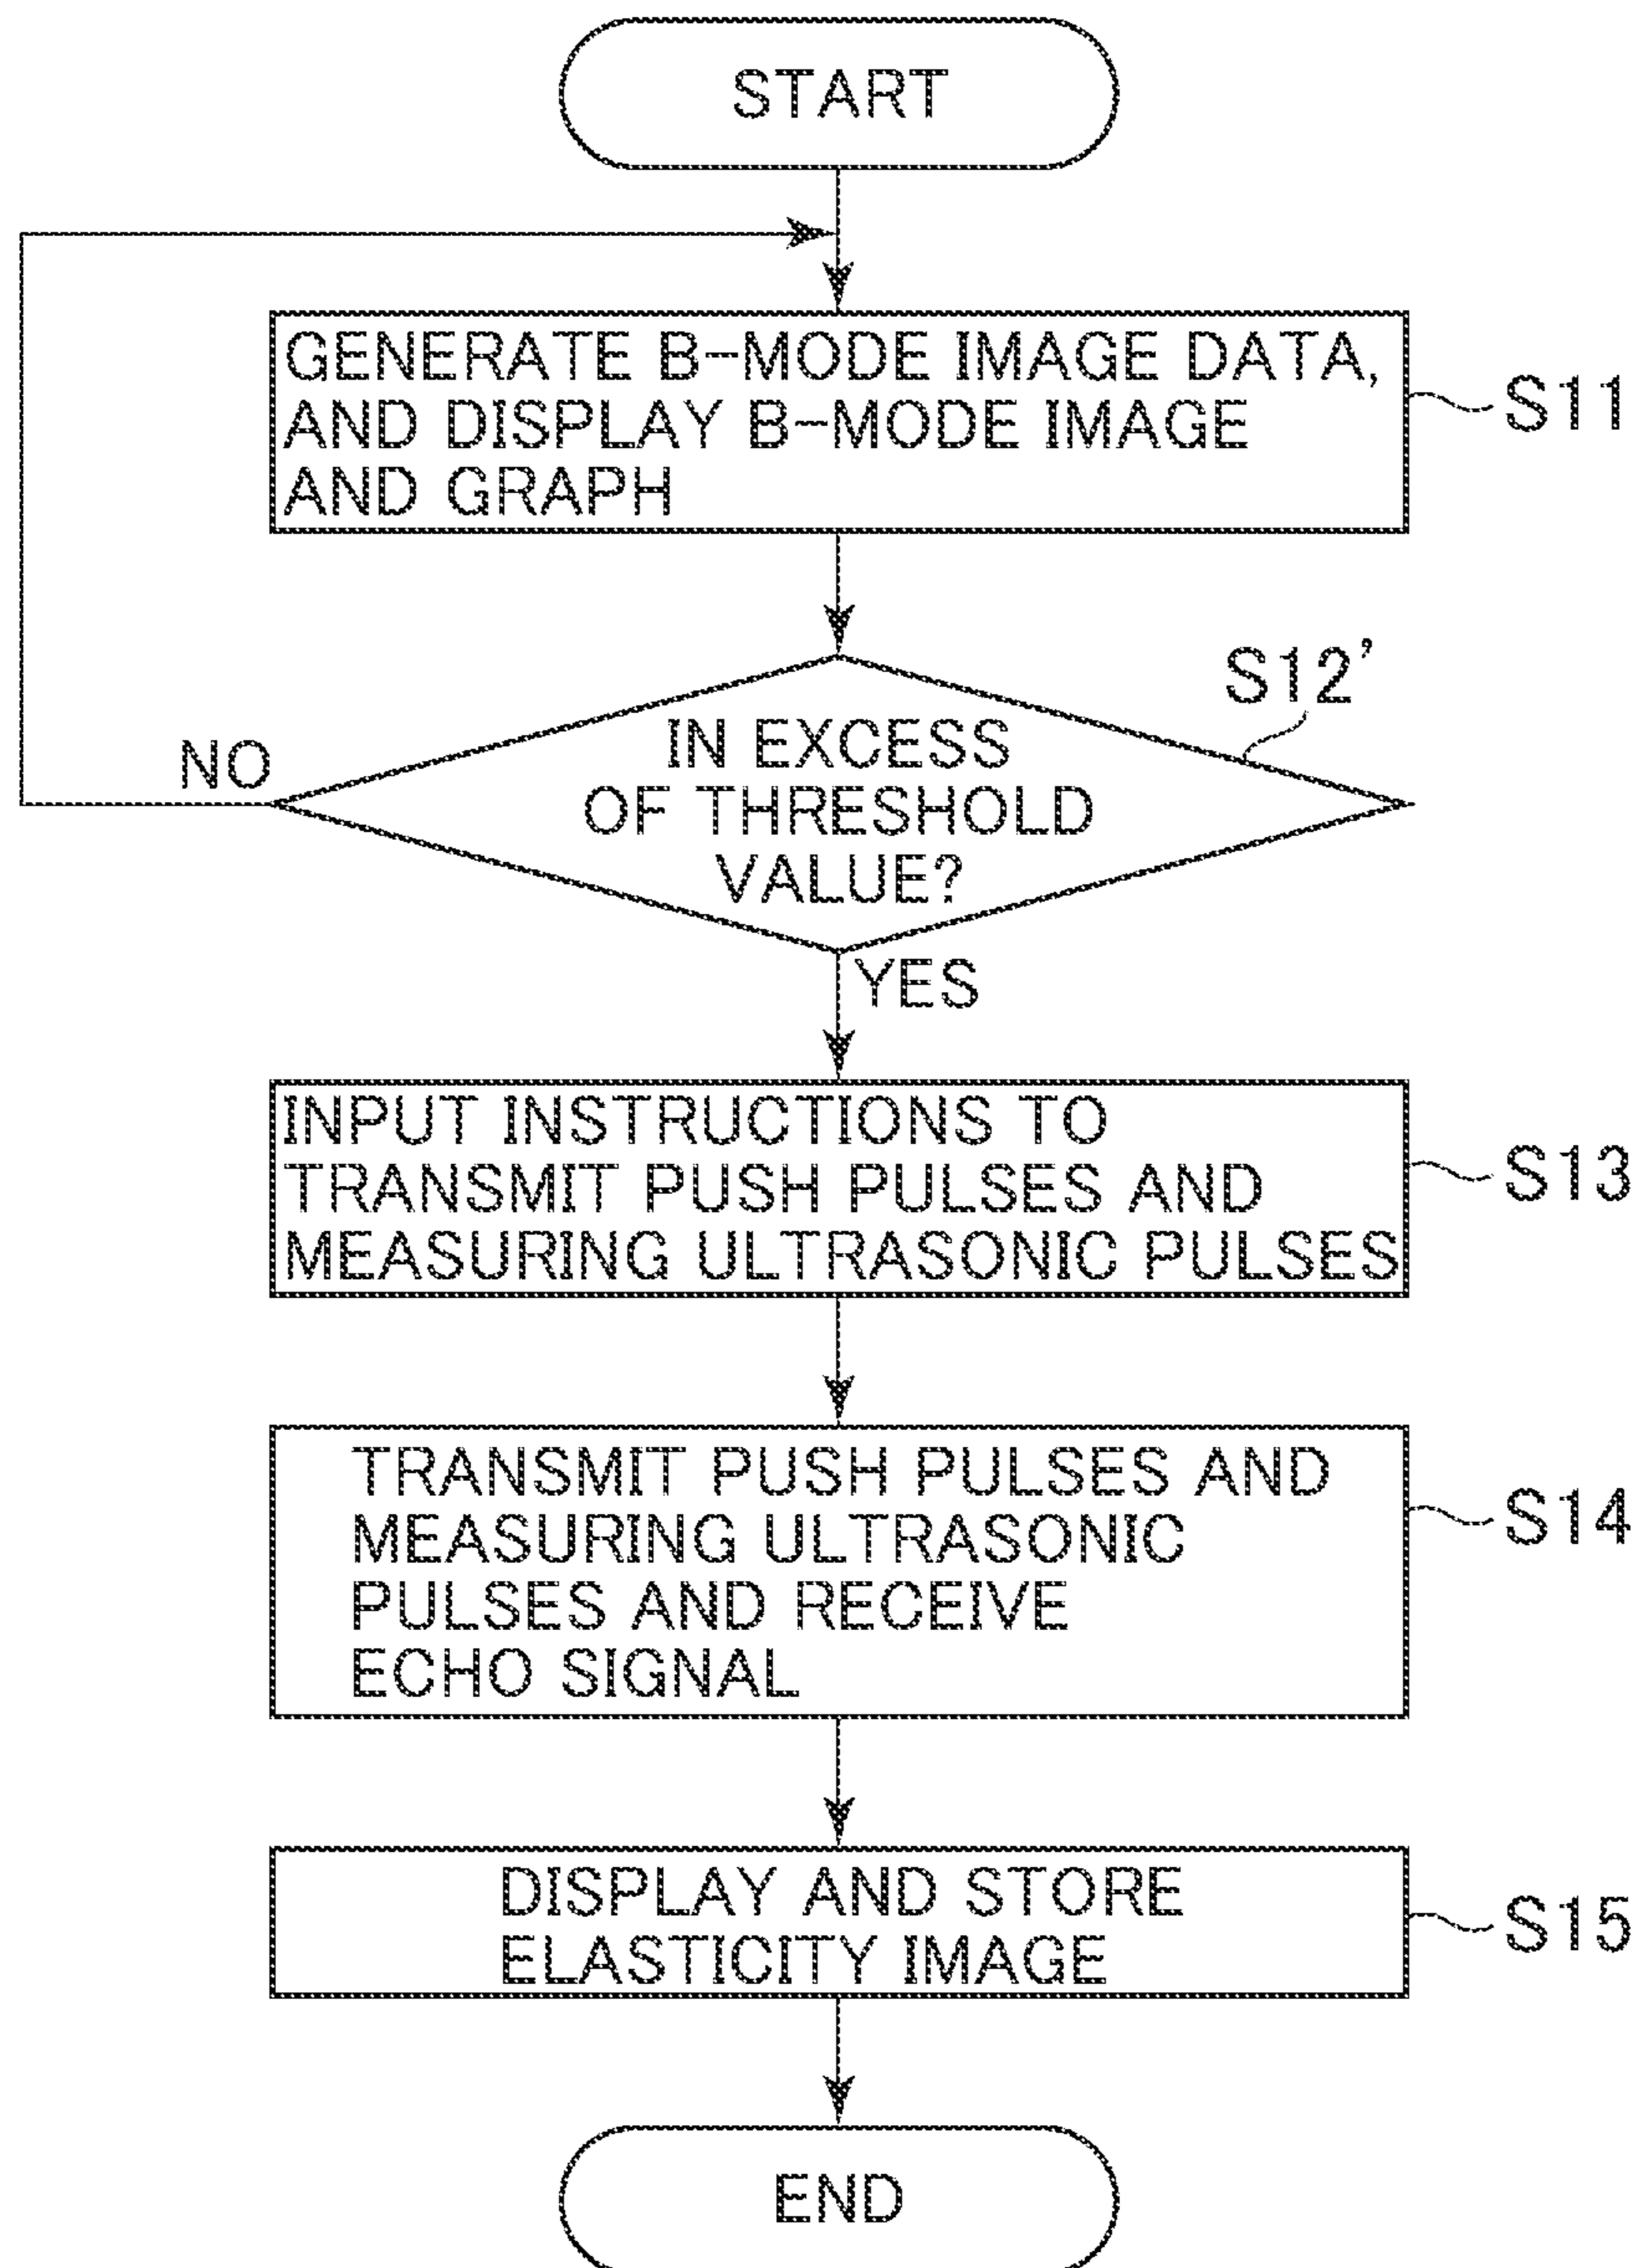 START
GENERATE B-MODE IMAGE DATA,
AND DISPLAY B-MODE IMAGE
AND GRAPH
S11
S12'
IN EXCESS
OF THRESHOLD
VALUE?
NO
YES
INPUT INSTRUCTIONS TO
TRANSMIT PUSH PULSES AND
MEASURING ULTRASONIC PULSES
S13
TRANSMIT PUSH PULSES AND
MEASURING ULTRASONIC
PULSES AND RECEIVE
ECHO SIGNAL
S14
DISPLAY AND STORE
ELASTICITY IMAGE
S15
END